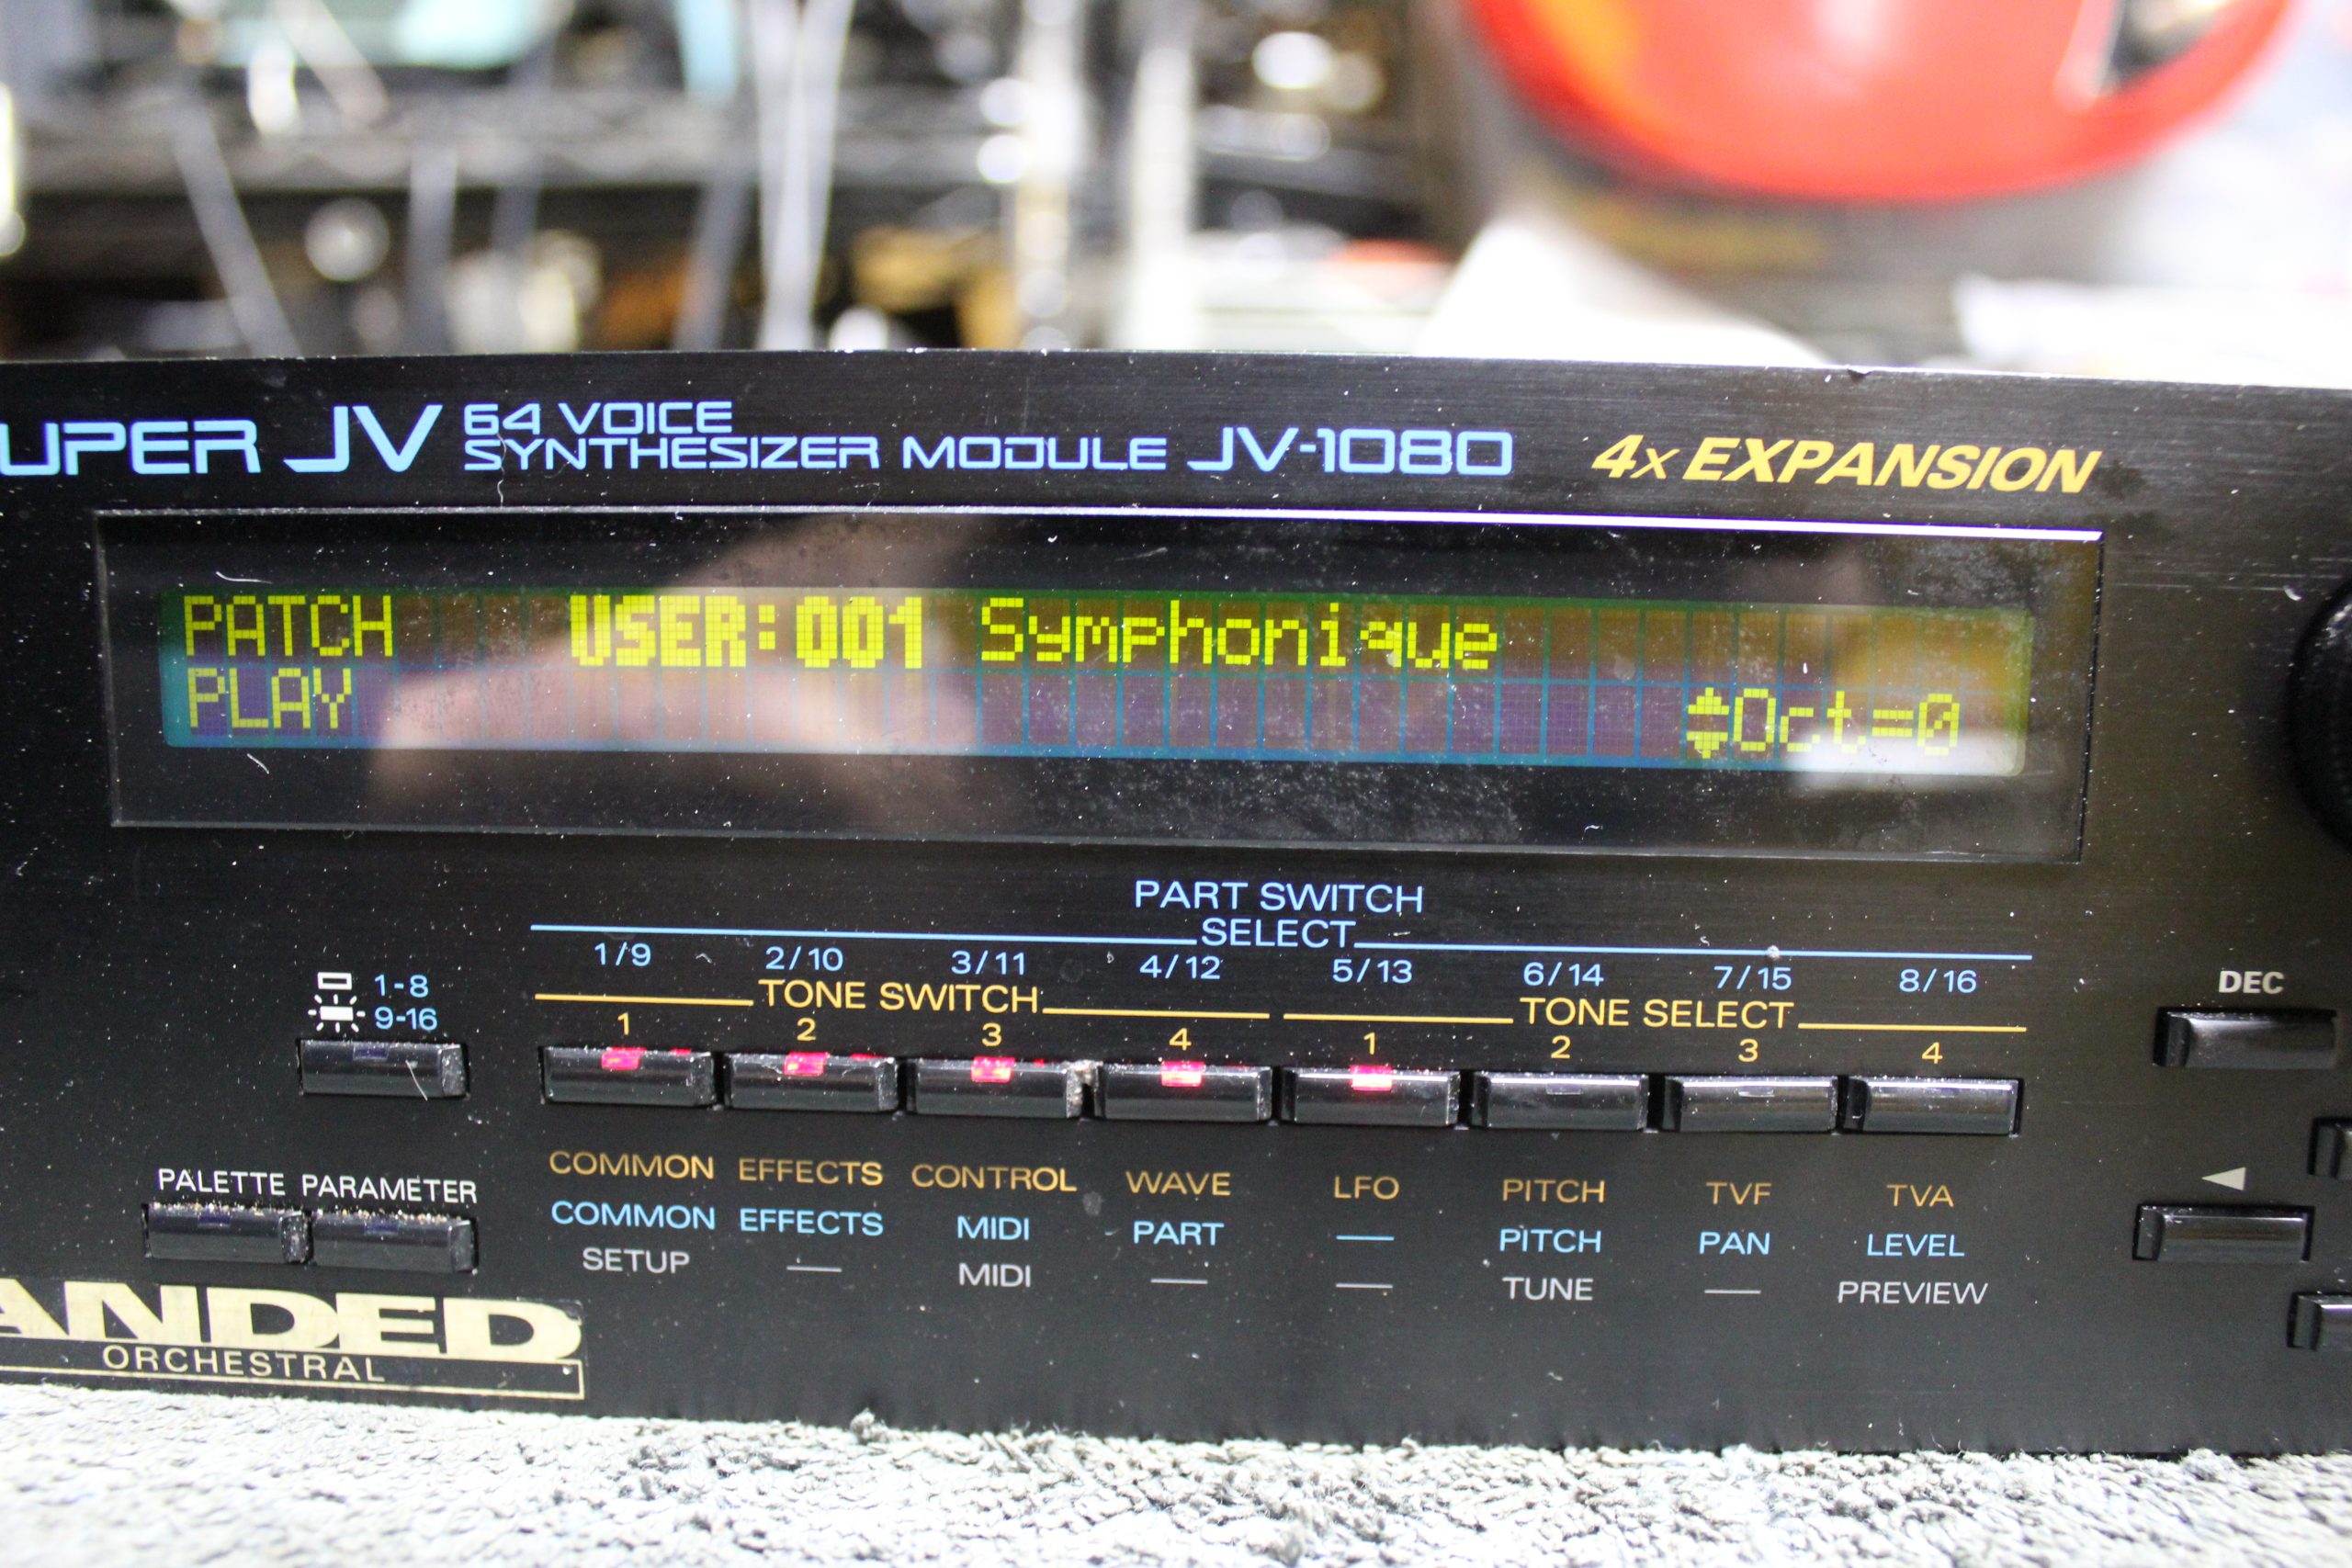 UPER JV 64 VOICE
SYNTHESIZER MODULE JV-1080 4x EXPANSION
PATCH USER:001 Symphonique
PLAY Oct=0
PART SWITCH
SELECT
1/9 2/10 3/11 4/12 5/13 6/14 7/15 8/16
1-8
9-16
TONE SWITCH TONE SELECT
1 2 3 4 1 2 3 4
DEC
PALETTE PARAMETER
COMMON EFFECTS CONTROL WAVE LFO PITCH TVF TVA
COMMON EFFECTS MIDI PART — PITCH PAN LEVEL
SETUP — MIDI — — TUNE — PREVIEW
ANDED
ORCHESTRAL